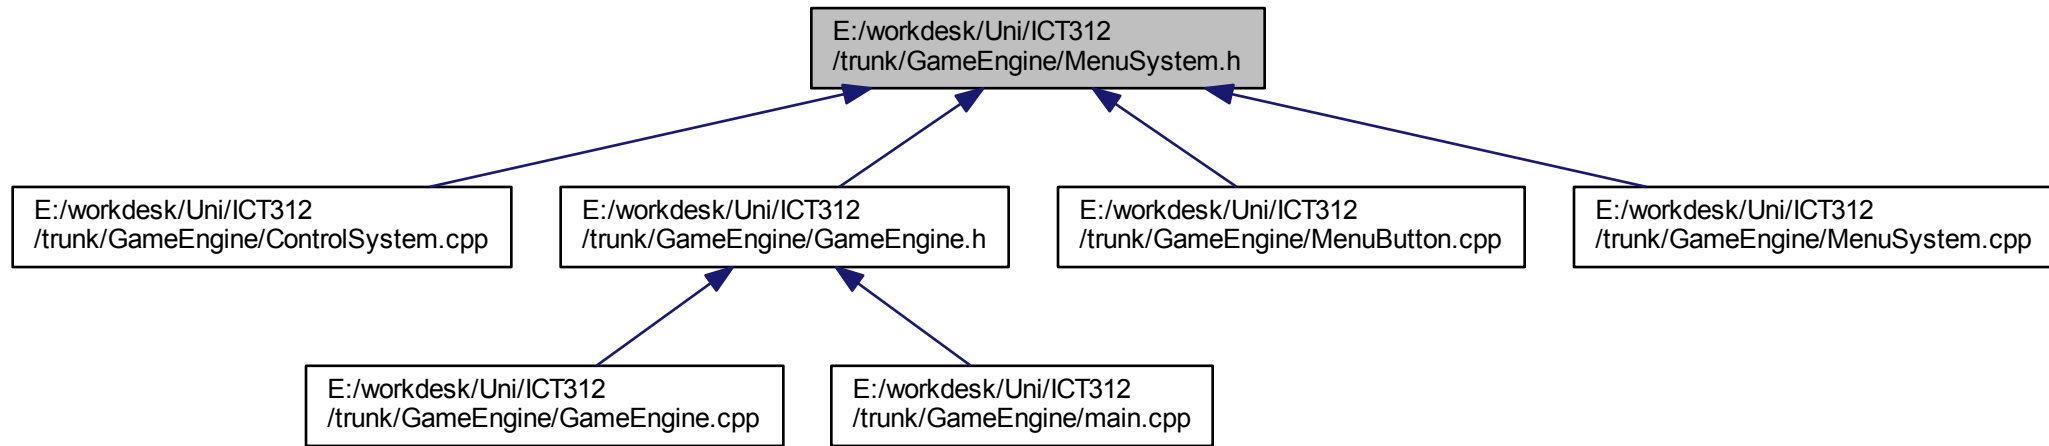 E:/workdesk/Uni/ICT312
/trunk/GameEngine/MenuSystem.h
E:/workdesk/Uni/ICT312
/trunk/GameEngine/ControlSystem.cpp
E:/workdesk/Uni/ICT312
/trunk/GameEngine/GameEngine.h
E:/workdesk/Uni/ICT312
/trunk/GameEngine/MenuButton.cpp
E:/workdesk/Uni/ICT312
/trunk/GameEngine/MenuSystem.cpp
E:/workdesk/Uni/ICT312
/trunk/GameEngine/GameEngine.cpp
E:/workdesk/Uni/ICT312
/trunk/GameEngine/main.cpp